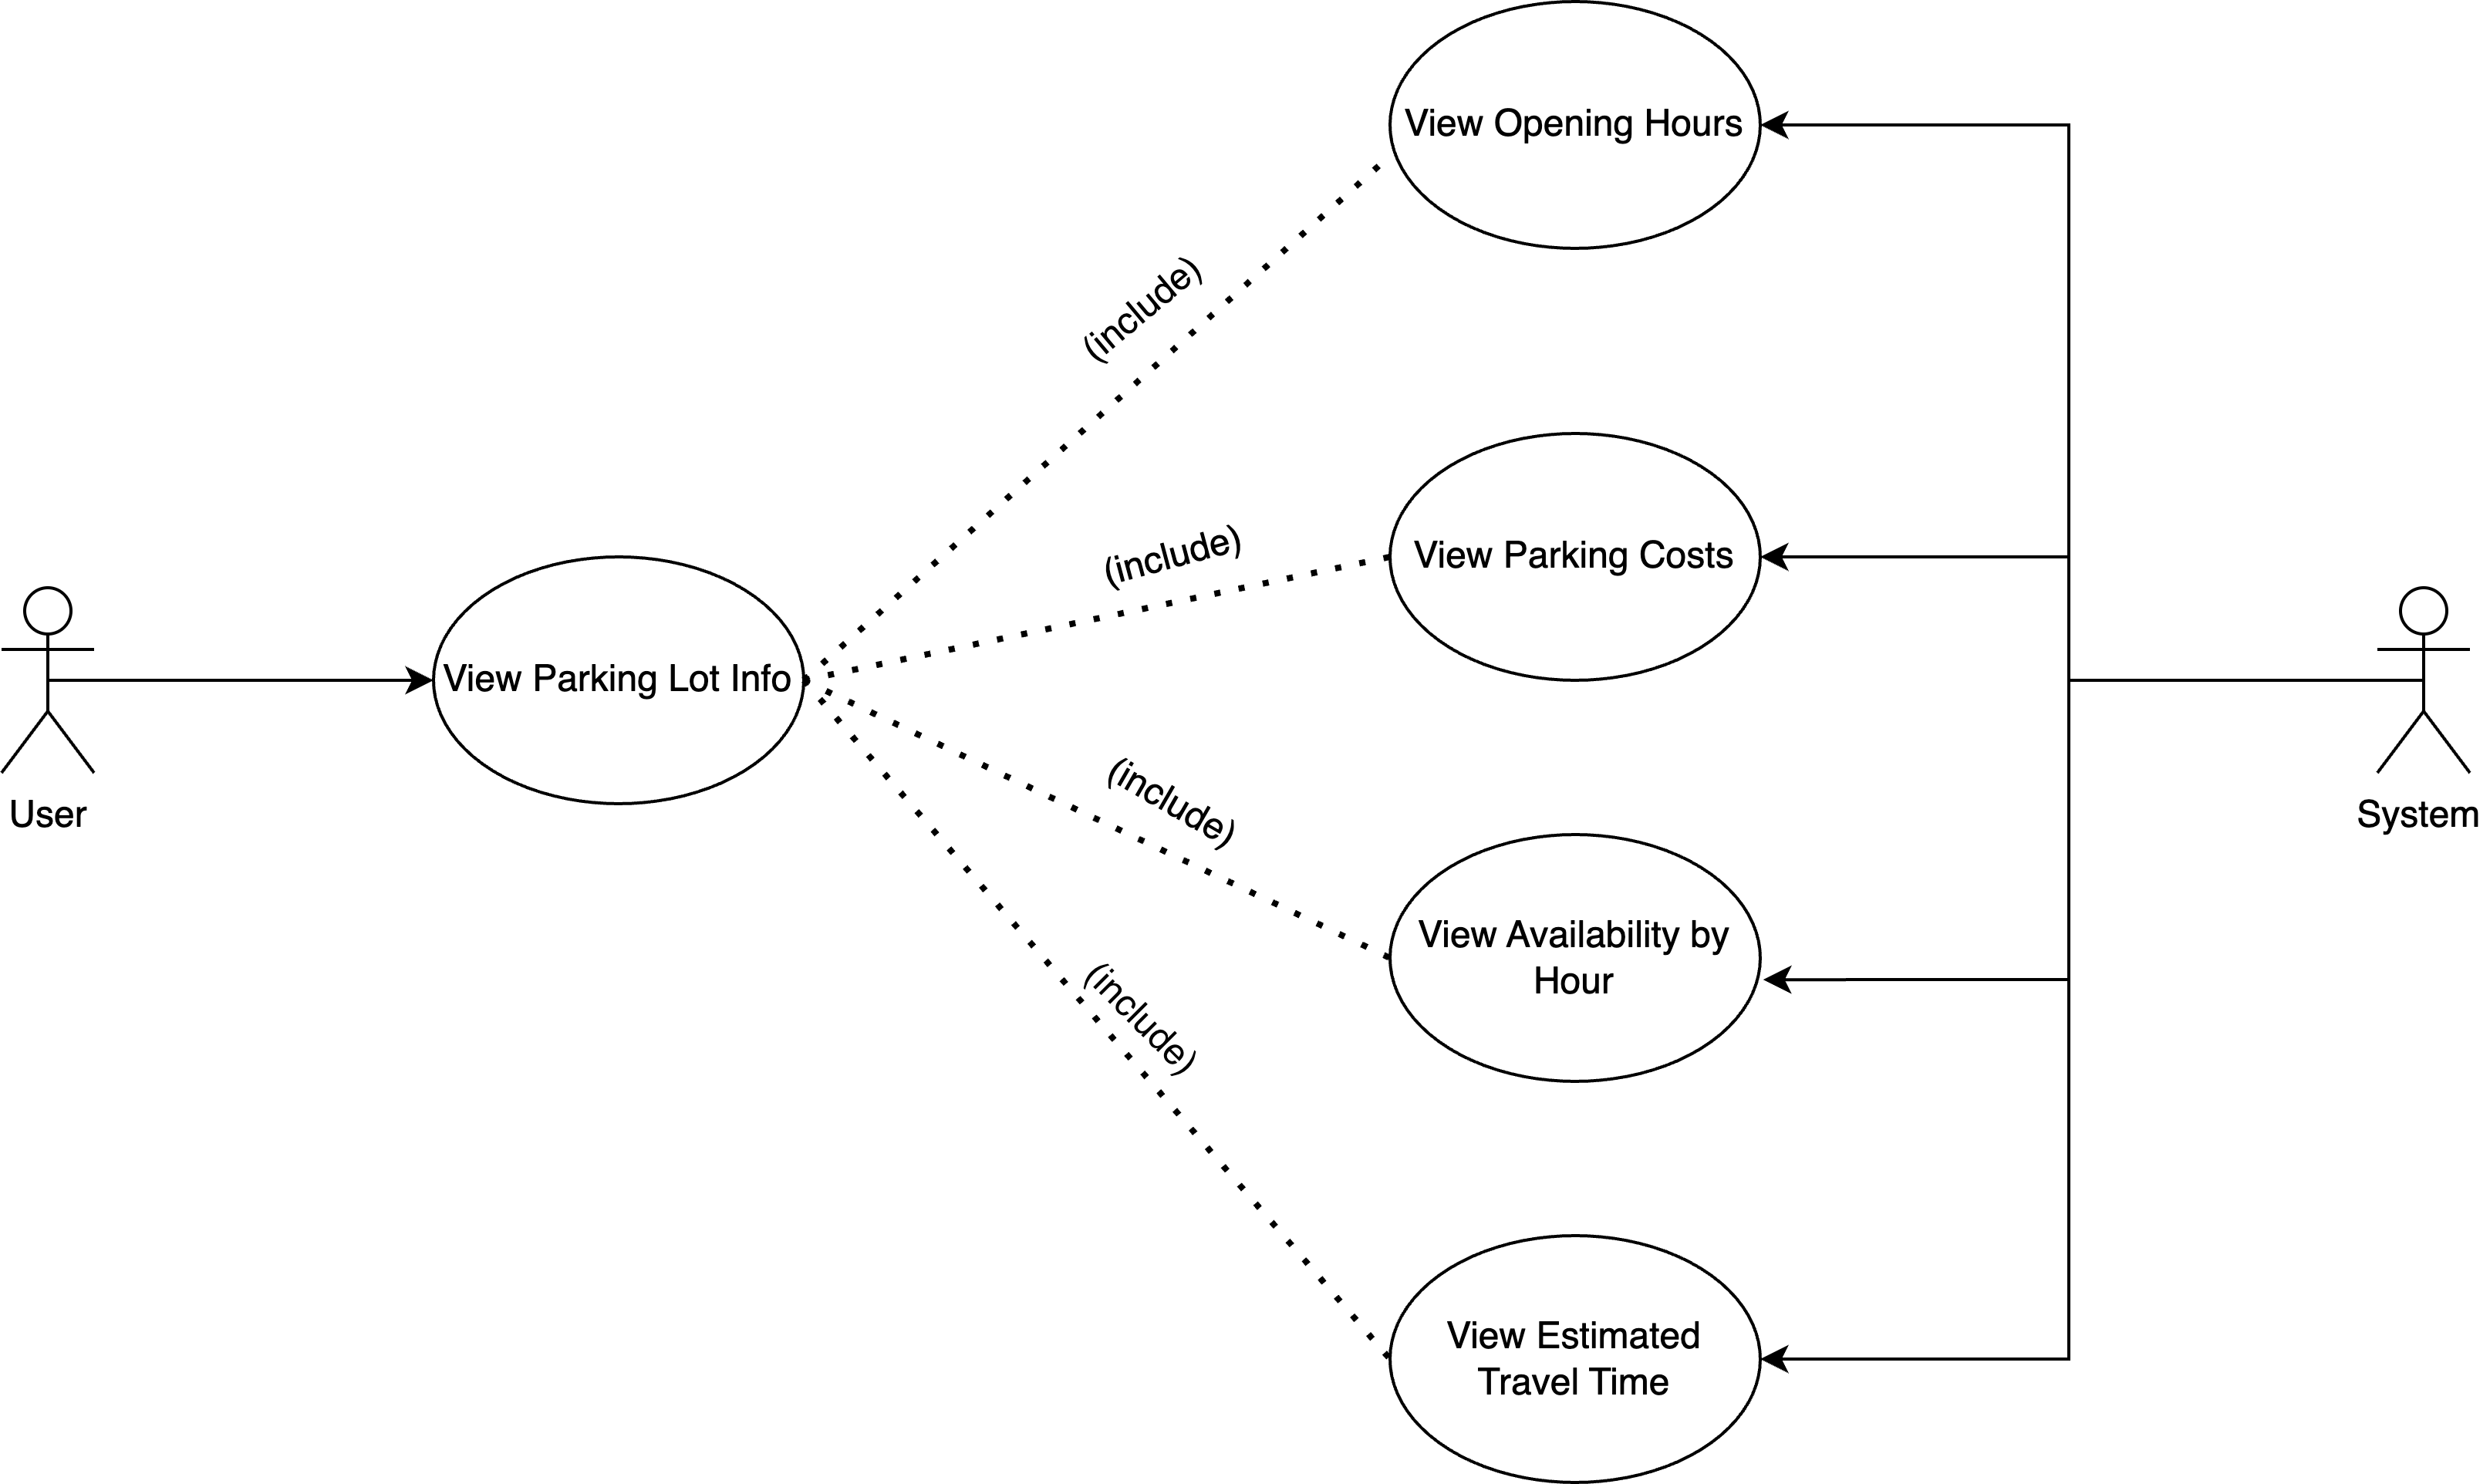 View Opening Hours
(include)
View Parking Costs
(include)
View Parking Lot Info
User
System
(include)
View Availability by
Hour
(include)
View Estimated
Travel Time